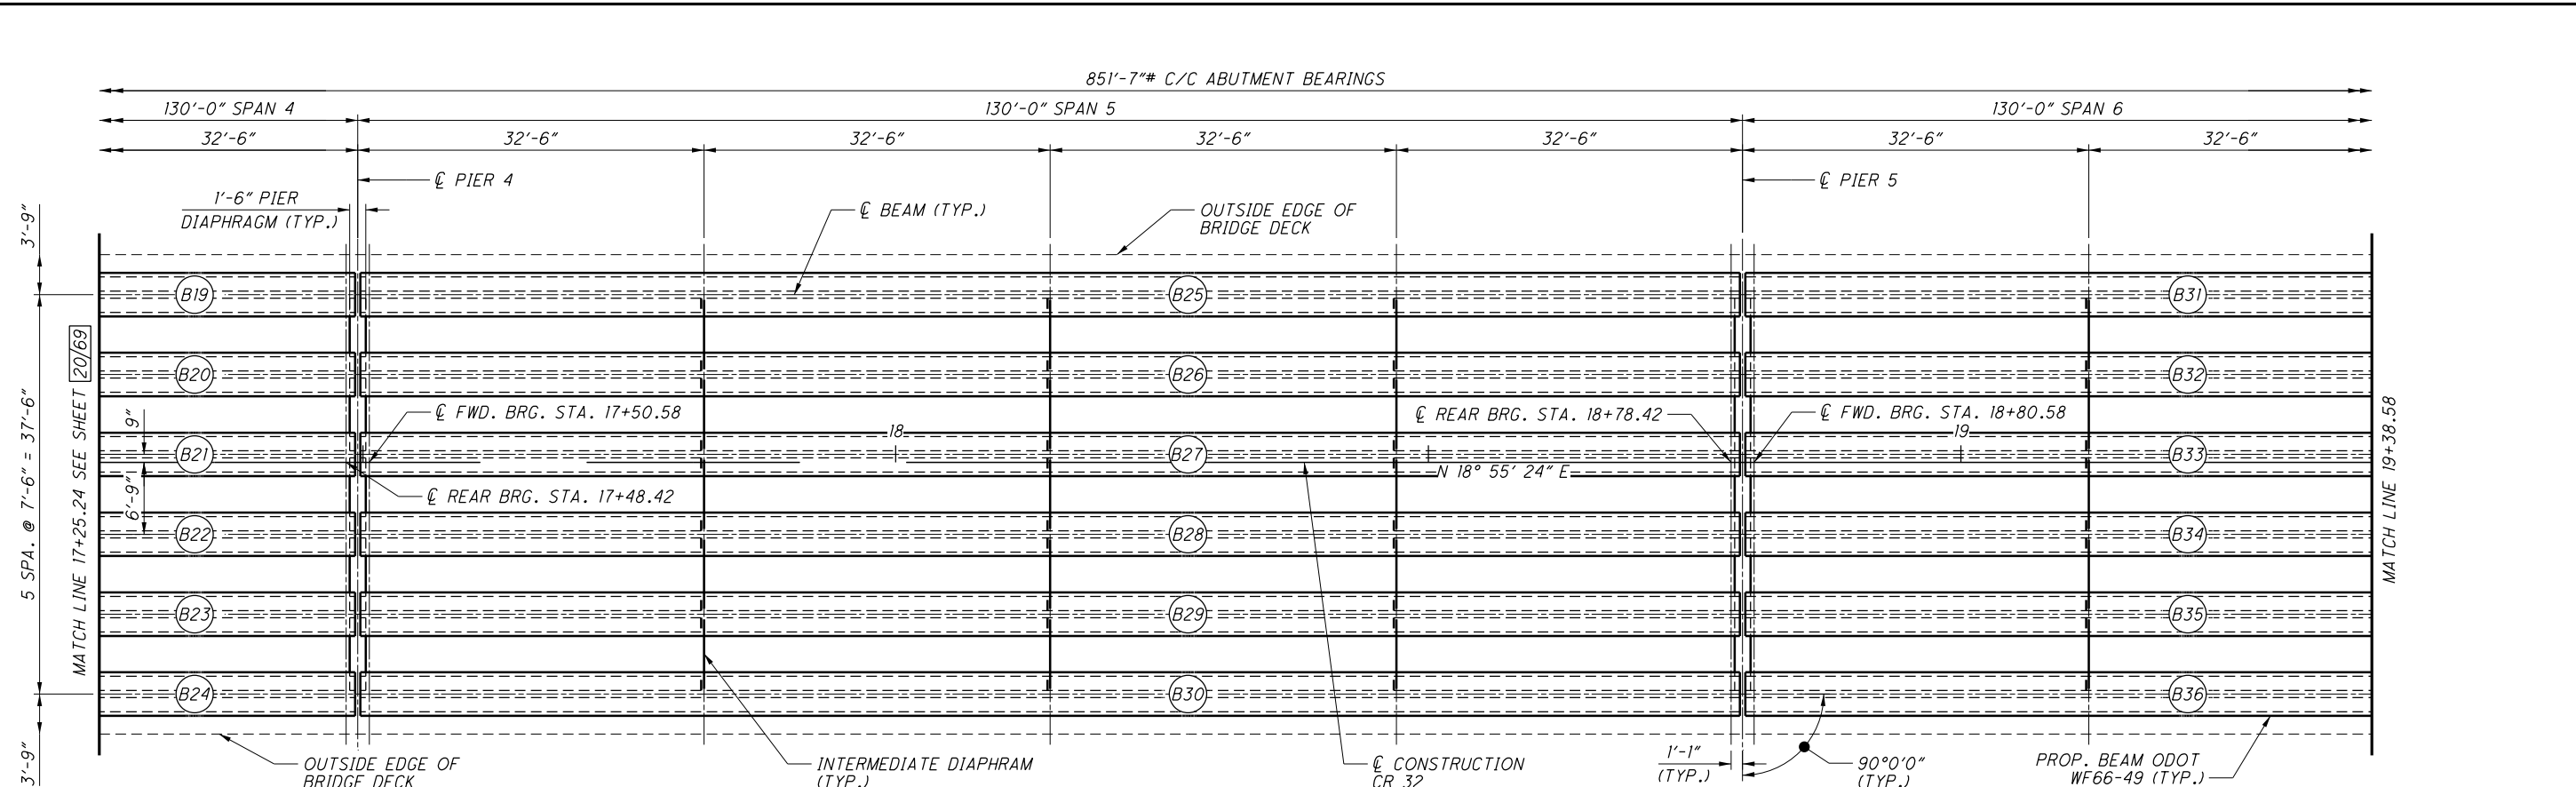 851'-7"# C/C ABUTMENT BEARINGS
130'-0" SPAN 4
130'-0" SPAN 5
130'-0" SPAN 6
32'-6"
32'-6"
32'-6"
32'-6"
32'-6"
32'-6"
32'-6"
℄ PIER 4
℄ PIER 5
1'-6" PIER
DIAPHRAGM (TYP.)
℄ BEAM (TYP.)
OUTSIDE EDGE OF
BRIDGE DECK
3'-9"
5 SPA. @ 7'-6" = 37'-6"
3'-9"
MATCH LINE 17+25.24 SEE SHEET 20/69
9"
6'-9"
B19
B25
B31
B20
B26
B32
℄ FWD. BRG. STA. 17+50.58
℄ REAR BRG. STA. 18+78.42
℄ FWD. BRG. STA. 18+80.58
18
19
B21
B27
B33
N 18° 55' 24" E
℄ REAR BRG. STA. 17+48.42
B22
B28
B34
B23
B29
B35
B24
B30
B36
MATCH LINE 19+38.58
OUTSIDE EDGE OF
BRIDGE DECK
INTERMEDIATE DIAPHRAM
(TYP.)
℄ CONSTRUCTION
CR 32
1'-1"
(TYP.)
90°0'0"
(TYP.)
PROP. BEAM ODOT
WF66-49 (TYP.)